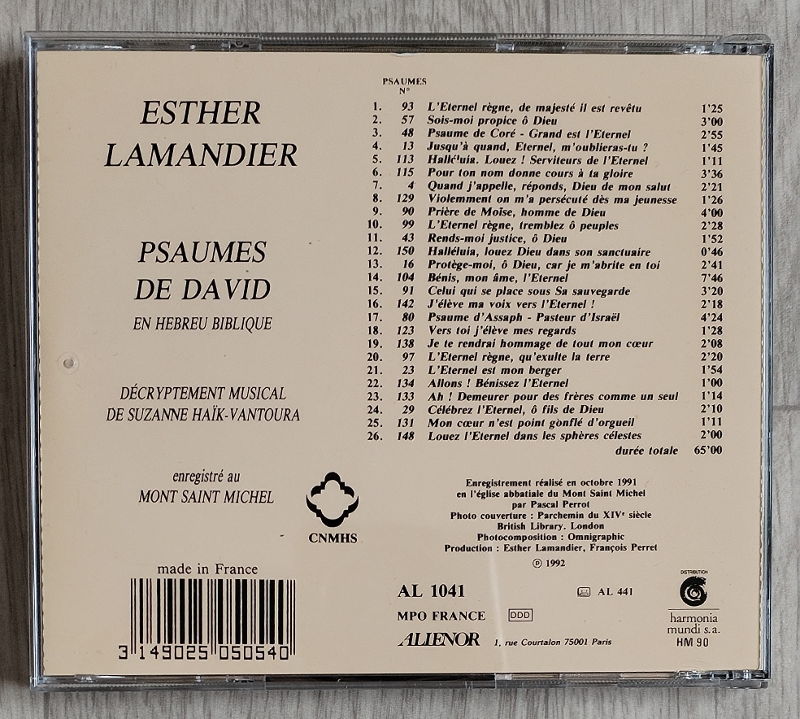 ESTHER
LAMANDIER
PSAUMES
DE DAVID
EN HEBREU BIBLIQUE
DÉCRYPTEMENT MUSICAL
DE SUZANNE HAÏK-VANTOURA
enregistré au
MONT SAINT MICHEL
CNMHS
made in France
3 149025 050540
PSAUMES
N°
1. 93 L'Eternel règne, de majesté il est revêtu 1'25
2. 57 Sois-moi propice ô Dieu 3'00
3. 48 Psaume de Coré - Grand est l'Eternel 2'55
4. 13 Jusqu'à quand, Eternel, m'oublieras-tu ? 1'45
5. 113 Halléluia. Louez ! Serviteurs de l'Eternel 1'11
6. 115 Pour ton nom donne cours à ta gloire 3'36
7. 4 Quand j'appelle, réponds, Dieu de mon salut 2'21
8. 129 Violemment on m'a persécuté dès ma jeunesse 1'26
9. 90 Prière de Moïse, homme de Dieu 4'00
10. 99 L'Eternel règne, tremblez ô peuples 2'28
11. 43 Rends-moi justice, ô Dieu 1'52
12. 150 Halléluia, louez Dieu dans son sanctuaire 0'46
13. 16 Protège-moi, ô Dieu, car je m'abrite en toi 2'41
14. 104 Bénis, mon âme, l'Eternel 7'46
15. 91 Celui qui se place sous Sa sauvegarde 3'20
16. 142 J'élève ma voix vers l'Eternel ! 2'18
17. 80 Psaume d'Assaph - Pasteur d'Israël 4'24
18. 123 Vers toi j'élève mes regards 1'28
19. 138 Je te rendrai hommage de tout mon cœur 2'08
20. 97 L'Eternel règne, qu'exulte la terre 2'20
21. 23 L'Eternel est mon berger 1'54
22. 134 Allons ! Bénissez l'Eternel 1'00
23. 133 Ah ! Demeurer pour des frères comme un seul 1'14
24. 29 Célébrez l'Eternel, ô fils de Dieu 2'10
25. 131 Mon cœur n'est point gonflé d'orgueil 1'11
26. 148 Louez l'Eternel dans les sphères célestes 2'00
durée totale 65'00
Enregistrement réalisé en octobre 1991
en l'église abbatiale du Mont Saint Michel
par Pascal Perrot
Photo couverture : Parchemin du XIVe siècle
British Library. London
Photocomposition : Omnigraphic
Production : Esther Lamandier, François Perret
℗ 1992
AL 1041
AL 441
MPO FRANCE DDD
ALIENOR 1, rue Courtalon 75001 Paris
DISTRIBUTION
harmonia
mundi s.a.
HM 90